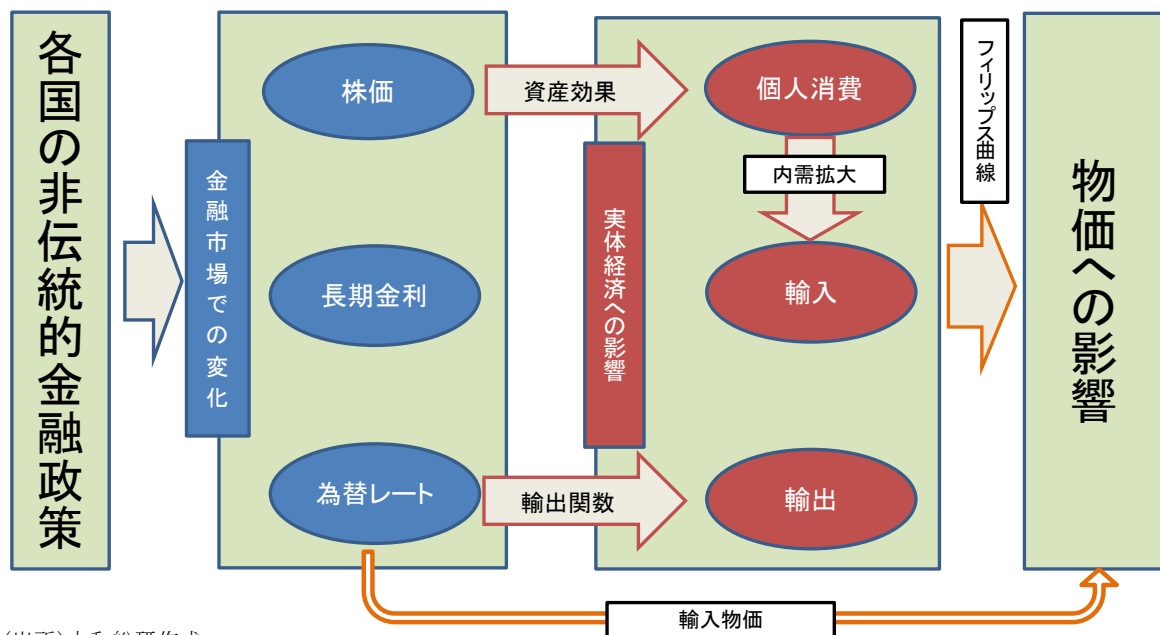 各国の非伝統的金融政策
金融市場での変化
株価
長期金利
為替レート
資産効果
輸出関数
実体経済への影響
個人消費
内需拡大
輸入
輸出
フィリップス曲線
物価への影響
輸入物価